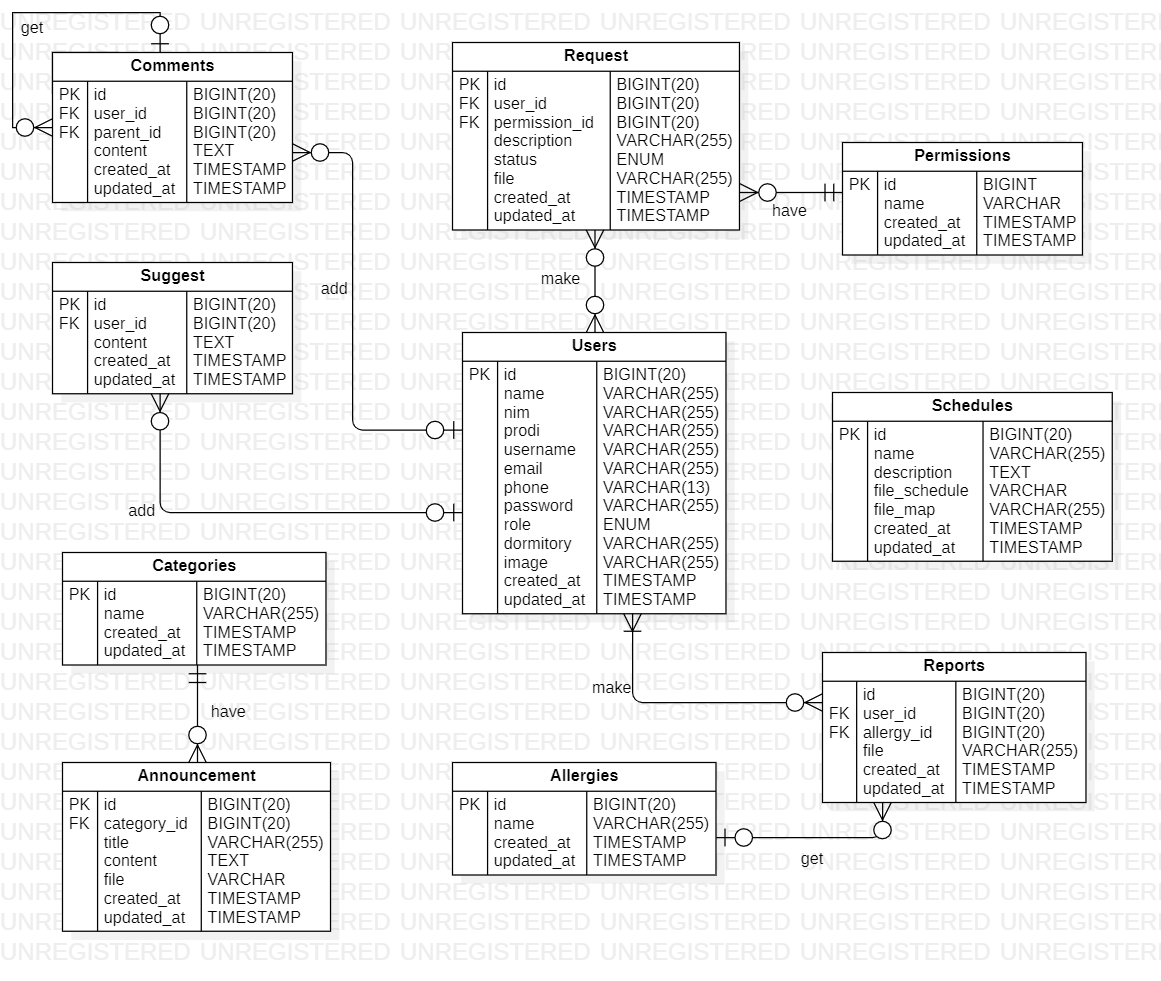 get
Comments
PK id BIGINT(20)
FK user_id BIGINT(20)
FK parent_id BIGINT(20)
content TEXT
created_at TIMESTAMP
updated_at TIMESTAMP
Request
PK id BIGINT(20)
FK user_id BIGINT(20)
FK permission_id BIGINT(20)
description VARCHAR(255)
status ENUM
file VARCHAR(255)
created_at TIMESTAMP
updated_at TIMESTAMP
Permissions
PK id BIGINT
name VARCHAR
created_at TIMESTAMP
updated_at TIMESTAMP
have
Suggest
PK id BIGINT(20)
FK user_id BIGINT(20)
content TEXT
created_at TIMESTAMP
updated_at TIMESTAMP
add
make
Users
PK id BIGINT(20)
name VARCHAR(255)
nim VARCHAR(255)
prodi VARCHAR(255)
username VARCHAR(255)
email VARCHAR(255)
phone VARCHAR(13)
password VARCHAR(255)
role ENUM
dormitory VARCHAR(255)
image VARCHAR(255)
created_at TIMESTAMP
updated_at TIMESTAMP
Schedules
PK id BIGINT(20)
name VARCHAR(255)
description TEXT
file_schedule VARCHAR
file_map VARCHAR(255)
created_at TIMESTAMP
updated_at TIMESTAMP
add
Categories
PK id BIGINT(20)
name VARCHAR(255)
created_at TIMESTAMP
updated_at TIMESTAMP
have
make
Reports
id BIGINT(20)
FK user_id BIGINT(20)
FK allergy_id BIGINT(20)
file VARCHAR(255)
created_at TIMESTAMP
updated_at TIMESTAMP
Announcement
PK id BIGINT(20)
FK category_id BIGINT(20)
title VARCHAR(255)
content TEXT
file VARCHAR
created_at TIMESTAMP
updated_at TIMESTAMP
Allergies
PK id BIGINT(20)
name VARCHAR(255)
created_at TIMESTAMP
updated_at TIMESTAMP
get
UNREGISTERED UNREGISTERED UNREGISTERED UNREGISTERED UNREGISTERED